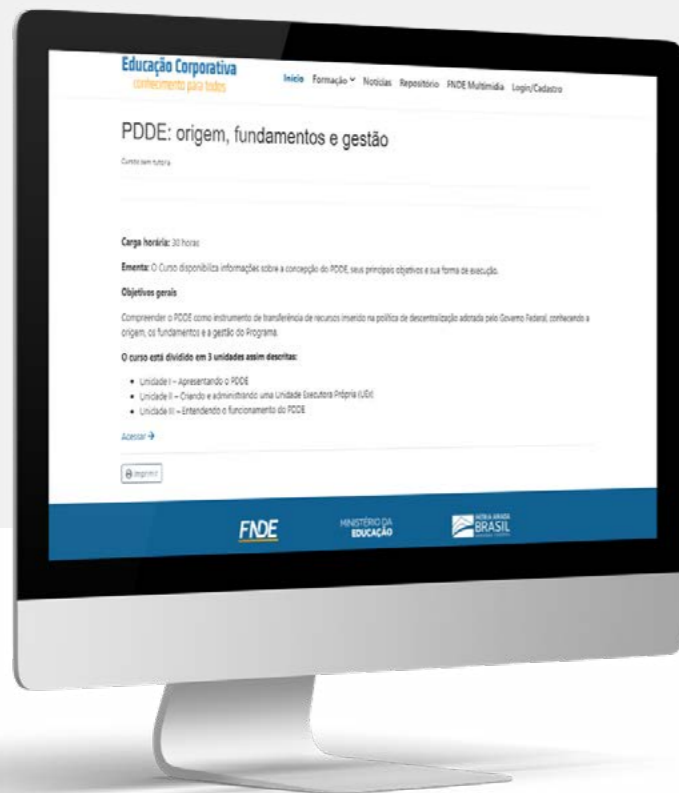 Educação Corporativa
conhecimento para todos
Início Formação Notícias Repositório FNDE Multimídia Login/Cadastro
PDDE: origem, fundamentos e gestão
Curso sem tutoria
Carga horária: 30 horas
Ementa: O Curso disponibiliza informações sobre a concepção do PDDE, seus principais objetivos e sua forma de execução.
Objetivos gerais
Compreender o PDDE como instrumento de transferência de recursos inserido na política de descentralização adotada pelo Governo Federal, conhecendo a
origem, os fundamentos e a gestão do Programa.
O curso está dividido em 3 unidades assim descritas:
Unidade I – Apresentando o PDDE
Unidade II – Criando e administrando uma Unidade Executora Própria (UEx)
Unidade III – Entendendo o funcionamento do PDDE
Acessar →
Imprimir
FNDE
MINISTÉRIO DA
EDUCAÇÃO
PÁTRIA AMADA
BRASIL